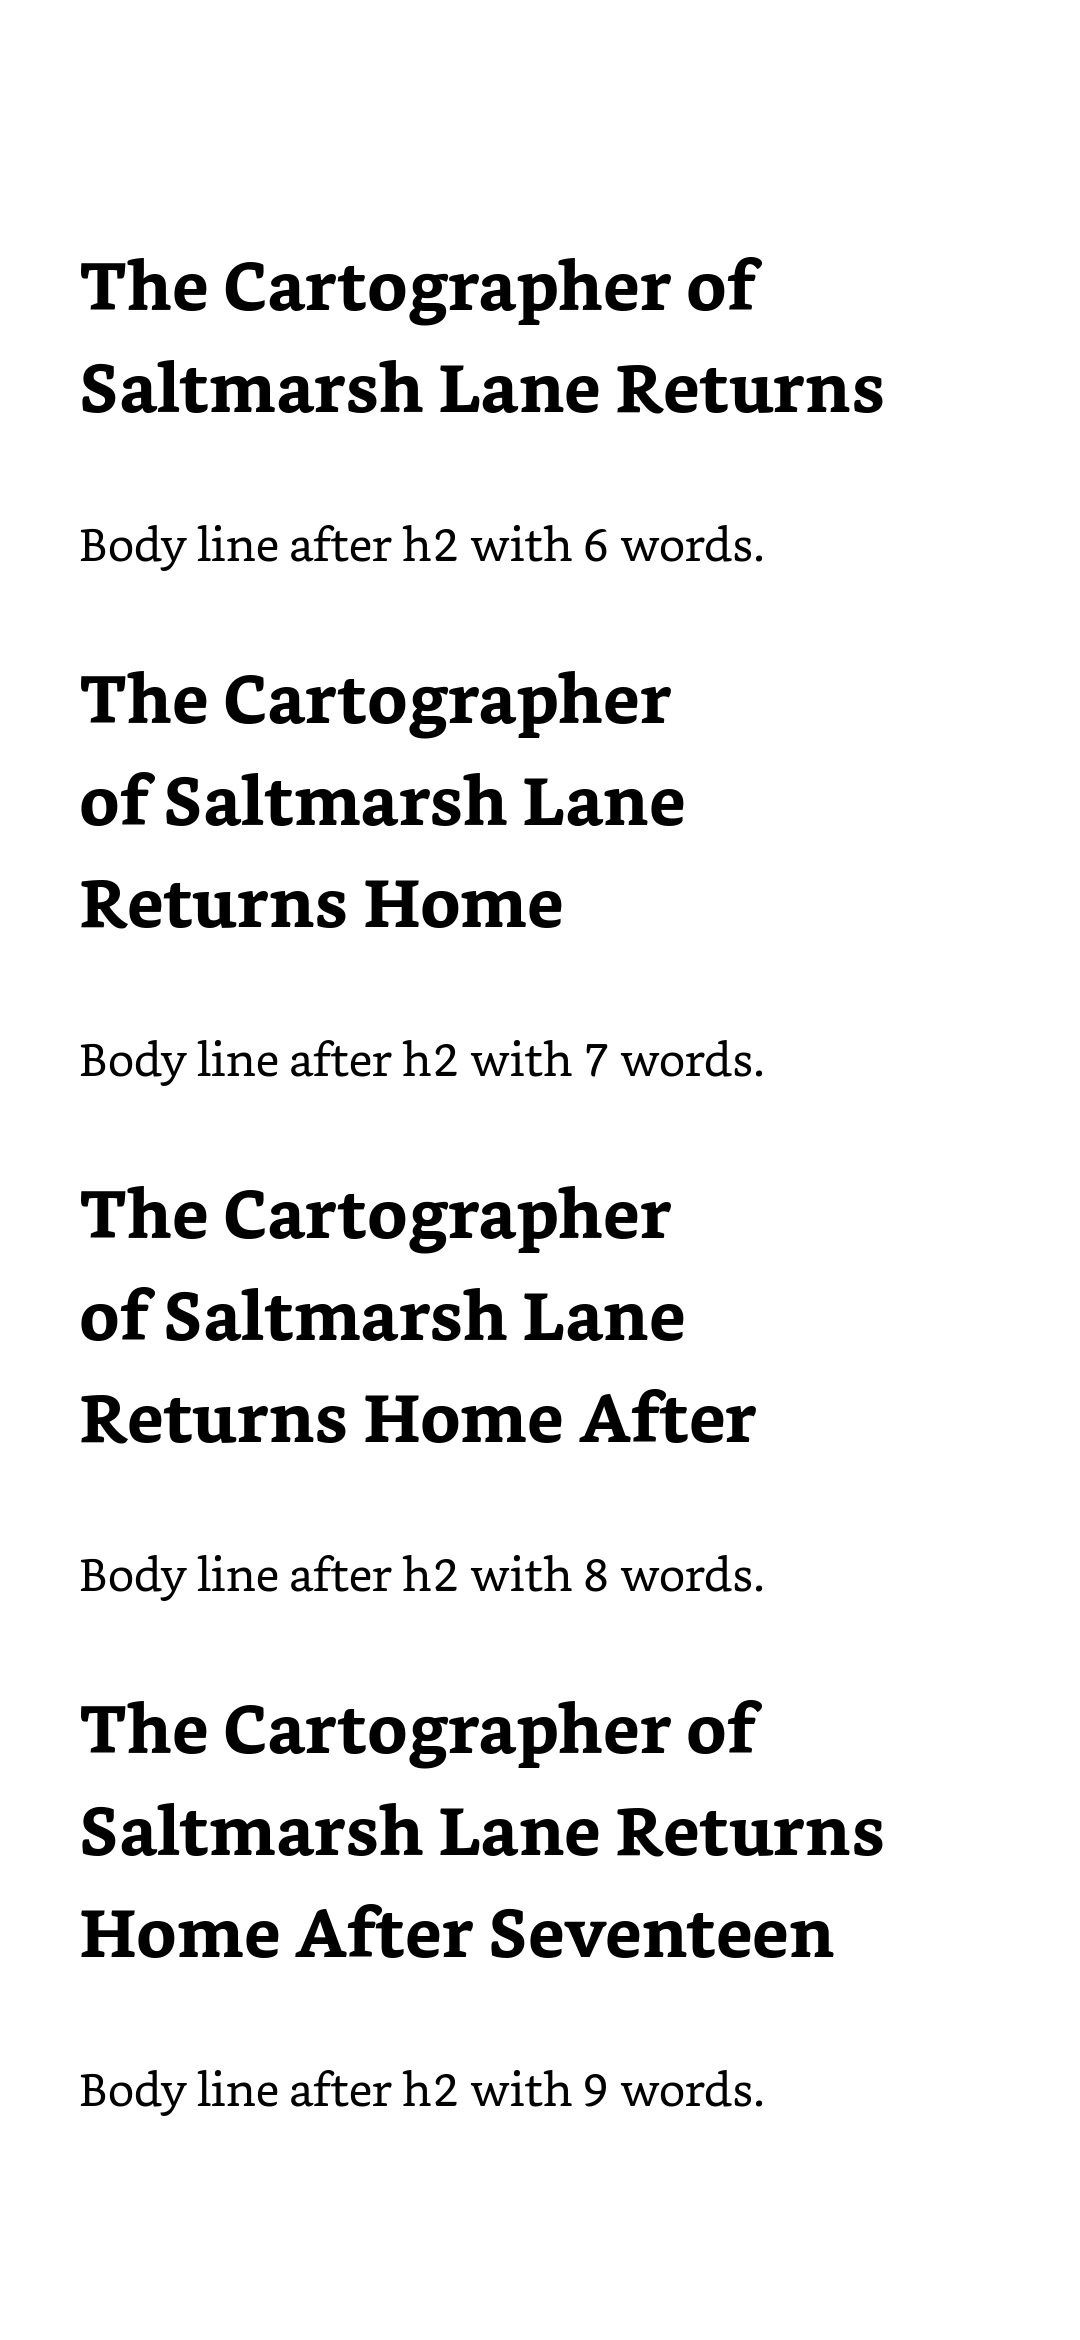 The Cartographer of
Saltmarsh Lane Returns
Body line after h2 with 6 words.
The Cartographer
of Saltmarsh Lane
Returns Home
Body line after h2 with 7 words.
The Cartographer
of Saltmarsh Lane
Returns Home After
Body line after h2 with 8 words.
The Cartographer of
Saltmarsh Lane Returns
Home After Seventeen
Body line after h2 with 9 words.